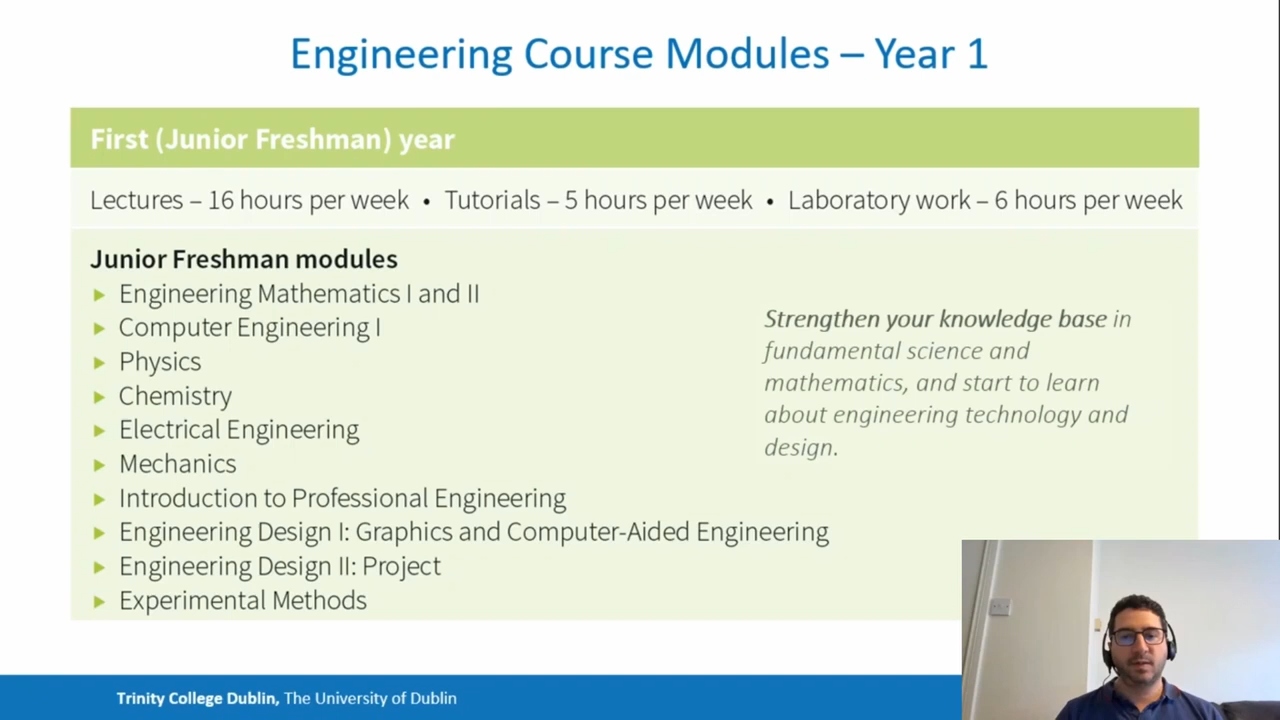 Engineering Course Modules – Year 1
First (Junior Freshman) year
Lectures – 16 hours per week • Tutorials – 5 hours per week • Laboratory work – 6 hours per week
Junior Freshman modules
Engineering Mathematics I and II
Computer Engineering I
Physics
Chemistry
Electrical Engineering
Mechanics
Introduction to Professional Engineering
Engineering Design I: Graphics and Computer-Aided Engineering
Engineering Design II: Project
Experimental Methods
Strengthen your knowledge base in
fundamental science and
mathematics, and start to learn
about engineering technology and
design.
Trinity College Dublin, The University of Dublin